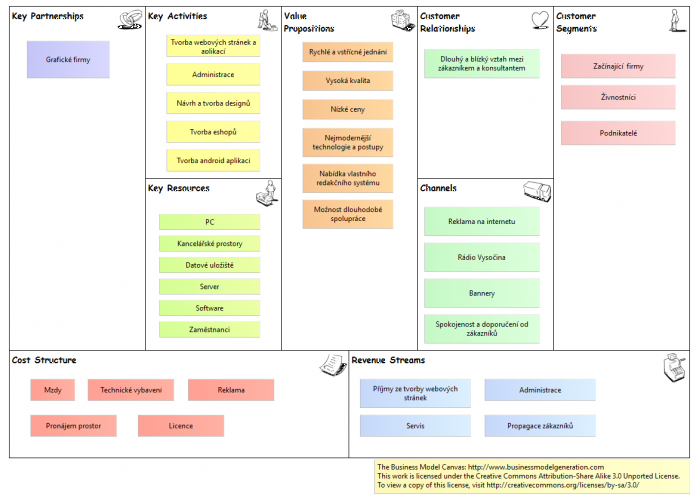 Key Partnerships
Grafické firmy
Key Activities
Tvorba webových stránek a
aplikací
Administrace
Návrh a tvorba designů
Tvorba eshopů
Tvorba android aplikaci
Key Resources
PC
Kancelářské prostory
Datové uložiště
Server
Software
Zaměstnanci
Value
Propositions
Rychlé a vstřícné jednání
Vysoká kvalita
Nízké ceny
Nejmodernější
technologie a postupy
Nabídka vlastního
redakčního systému
Možnost dlouhodobé
spolupráce
Customer
Relationships
Dlouhý a blízký vztah mezi
zákazníkem a konsultantem
Channels
Reklama na internetu
Rádio Vysočina
Bannery
Spokojenost a doporučení od
zákazníků
Customer
Segments
Začínající firmy
Živnostníci
Podnikatelé
Cost Structure
Mzdy
Technické vybavení
Reklama
Pronájem prostor
Licence
Revenue Streams
Příjmy ze tvorby webových
stránek
Administrace
Servis
Propagace zákazníků
The Business Model Canvas: http://www.businessmodelgeneration.com
This work is licensed under the Creative Commons Attribution-Share Alike 3.0 Unported License.
To view a copy of this license, visit http://creativecommons.org/licenses/by-sa/3.0/